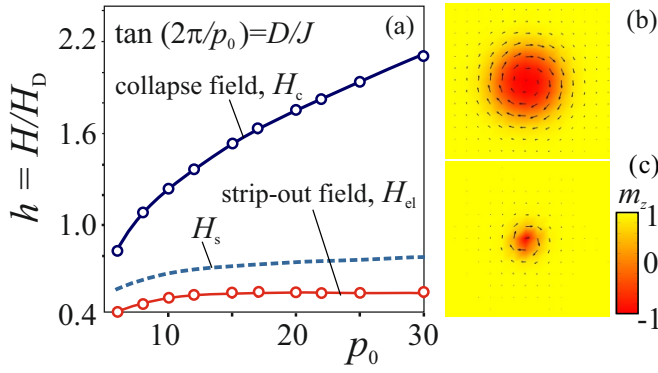 tan (2π/p₀)=D/J
(a)
collapse field, H_c
strip-out field, H_el
H_s
h = H/H_D
2.2
1.6
1.0
0.4
10
20
30
p₀
(b)
(c)
m_z
1
0
-1